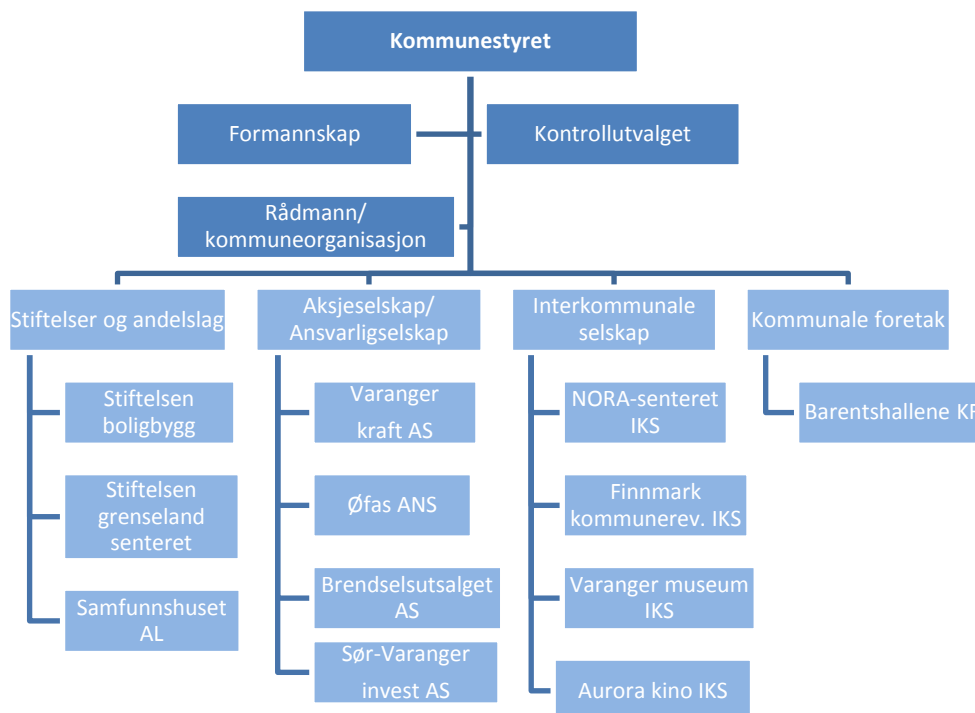 Kommunestyret
Formannskap
Kontrollutvalget
Rådmann/
kommuneorganisasjon
Stiftelser og andelslag
Stiftelsen
boligbygg
Stiftelsen
grenseland
senteret
Samfunnshuset
AL
Aksjeselskap/
Ansvarligselskap
Varanger
kraft AS
Øfas ANS
Brendselsutsalget
AS
Sør-Varanger
invest AS
Interkommunale
selskap
NORA-senteret
IKS
Finnmark
kommunerev. IKS
Varanger museum
IKS
Aurora kino IKS
Kommunale foretak
Barentshallene KF